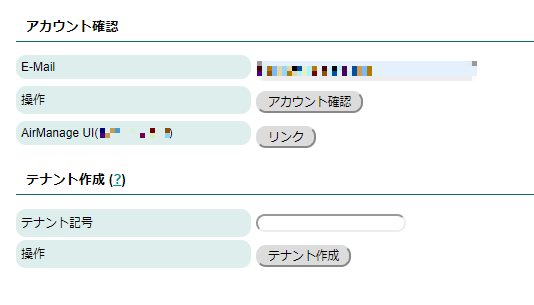 アカウント確認
E-Mail
操作 アカウント確認
AirManage UI( ) リンク
テナント作成 (?)
テナント記号
操作 テナント作成